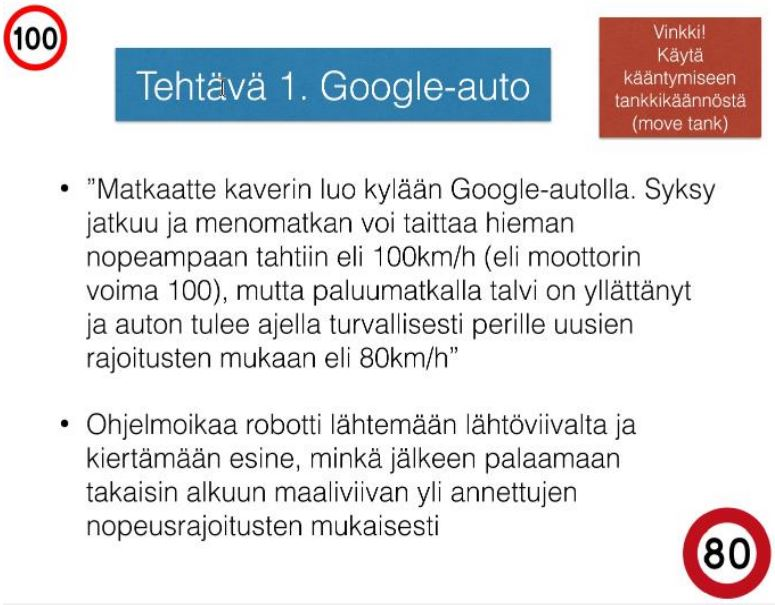 100
Tehtävä 1. Google-auto
Vinkki!
Käytä
kääntymiseen
tankkikäännöstä
(move tank)
• ”Matkaatte kaverin luo kylään Google-autolla. Syksy
jatkuu ja menomatkan voi taittaa hieman
nopeampaan tahtiin eli 100km/h (eli moottorin
voima 100), mutta paluumatkalla talvi on yllättänyt
ja auton tulee ajella turvallisesti perille uusien
rajoitusten mukaan eli 80km/h”
• Ohjelmoikaa robotti lähtemään lähtöviivalta ja
kiertämään esine, minkä jälkeen palaamaan
takaisin alkuun maaliviivan yli annettujen
nopeusrajoitusten mukaisesti
80